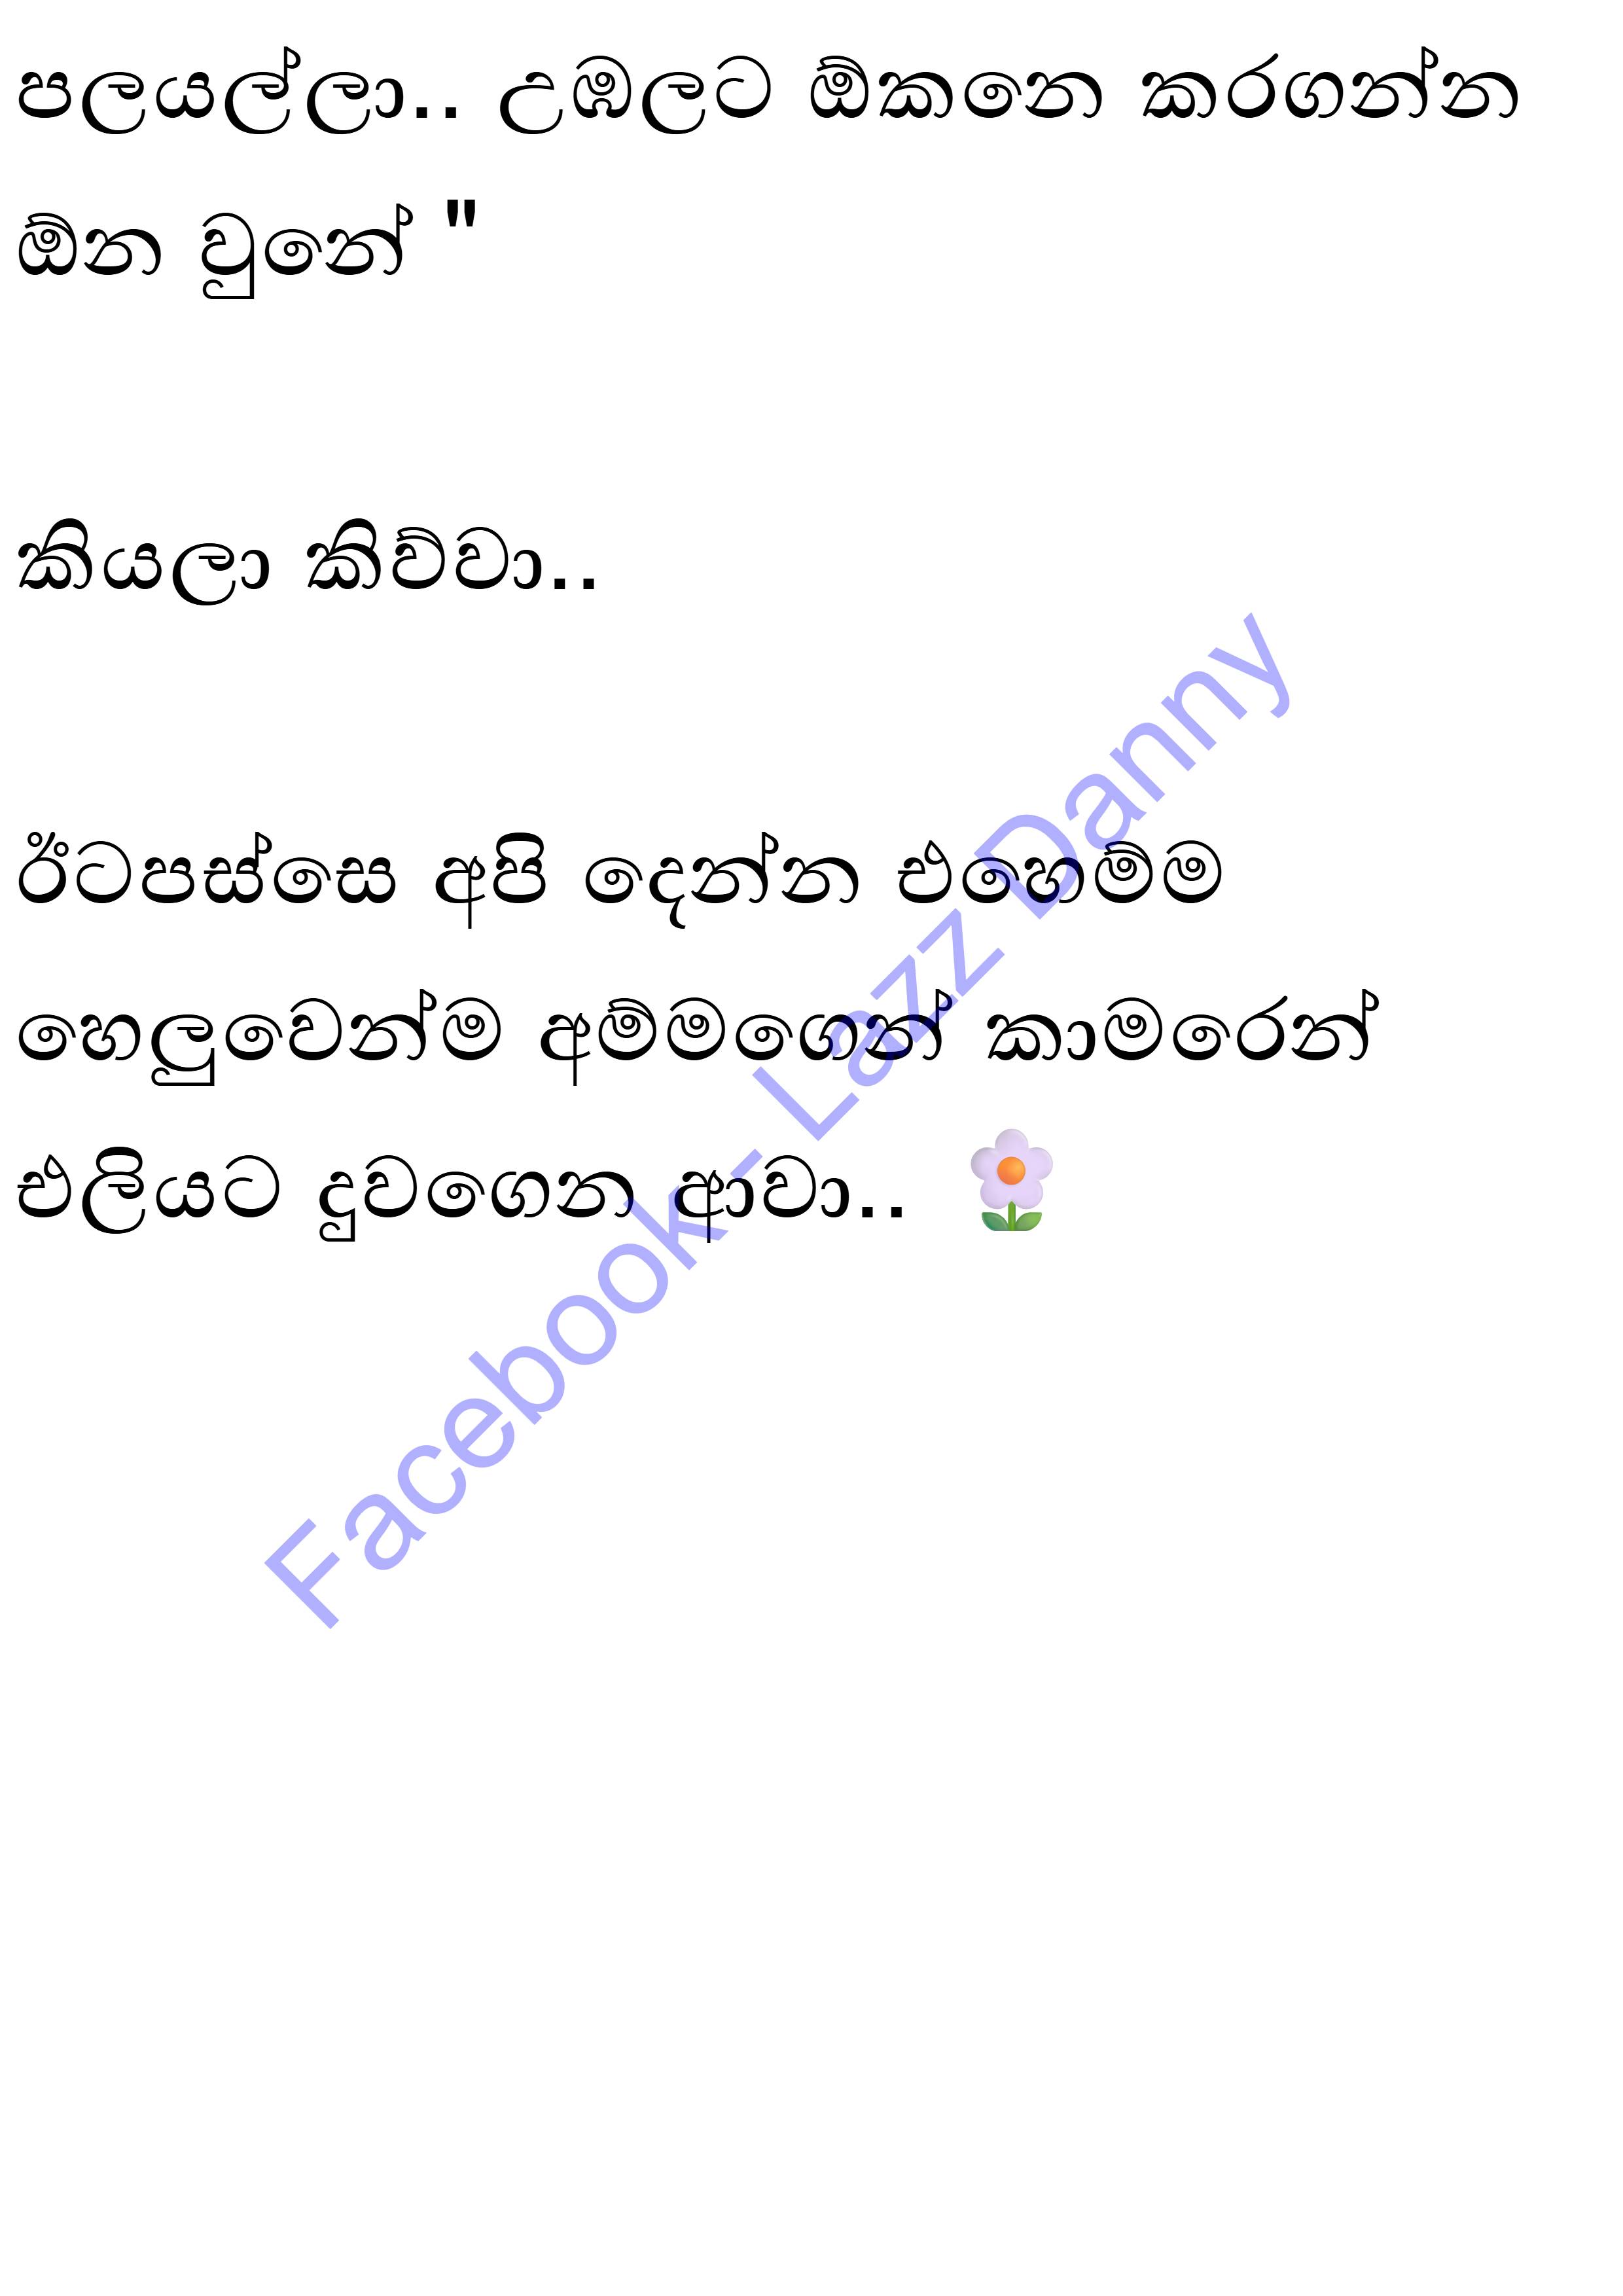 පලයල්ලා.. උඹලට ඕකනෙ කරගන්න
ඕන වුනේ "
කියලා කිව්වා..
ඊටපස්සෙ අපි දෙන්න එහෙම්ම
හෙලුවෙන්ම අම්මගෙන් කාමරෙන්
එලියට දුවගෙන ආවා.. 🌼
Facebook- Lazz Danny